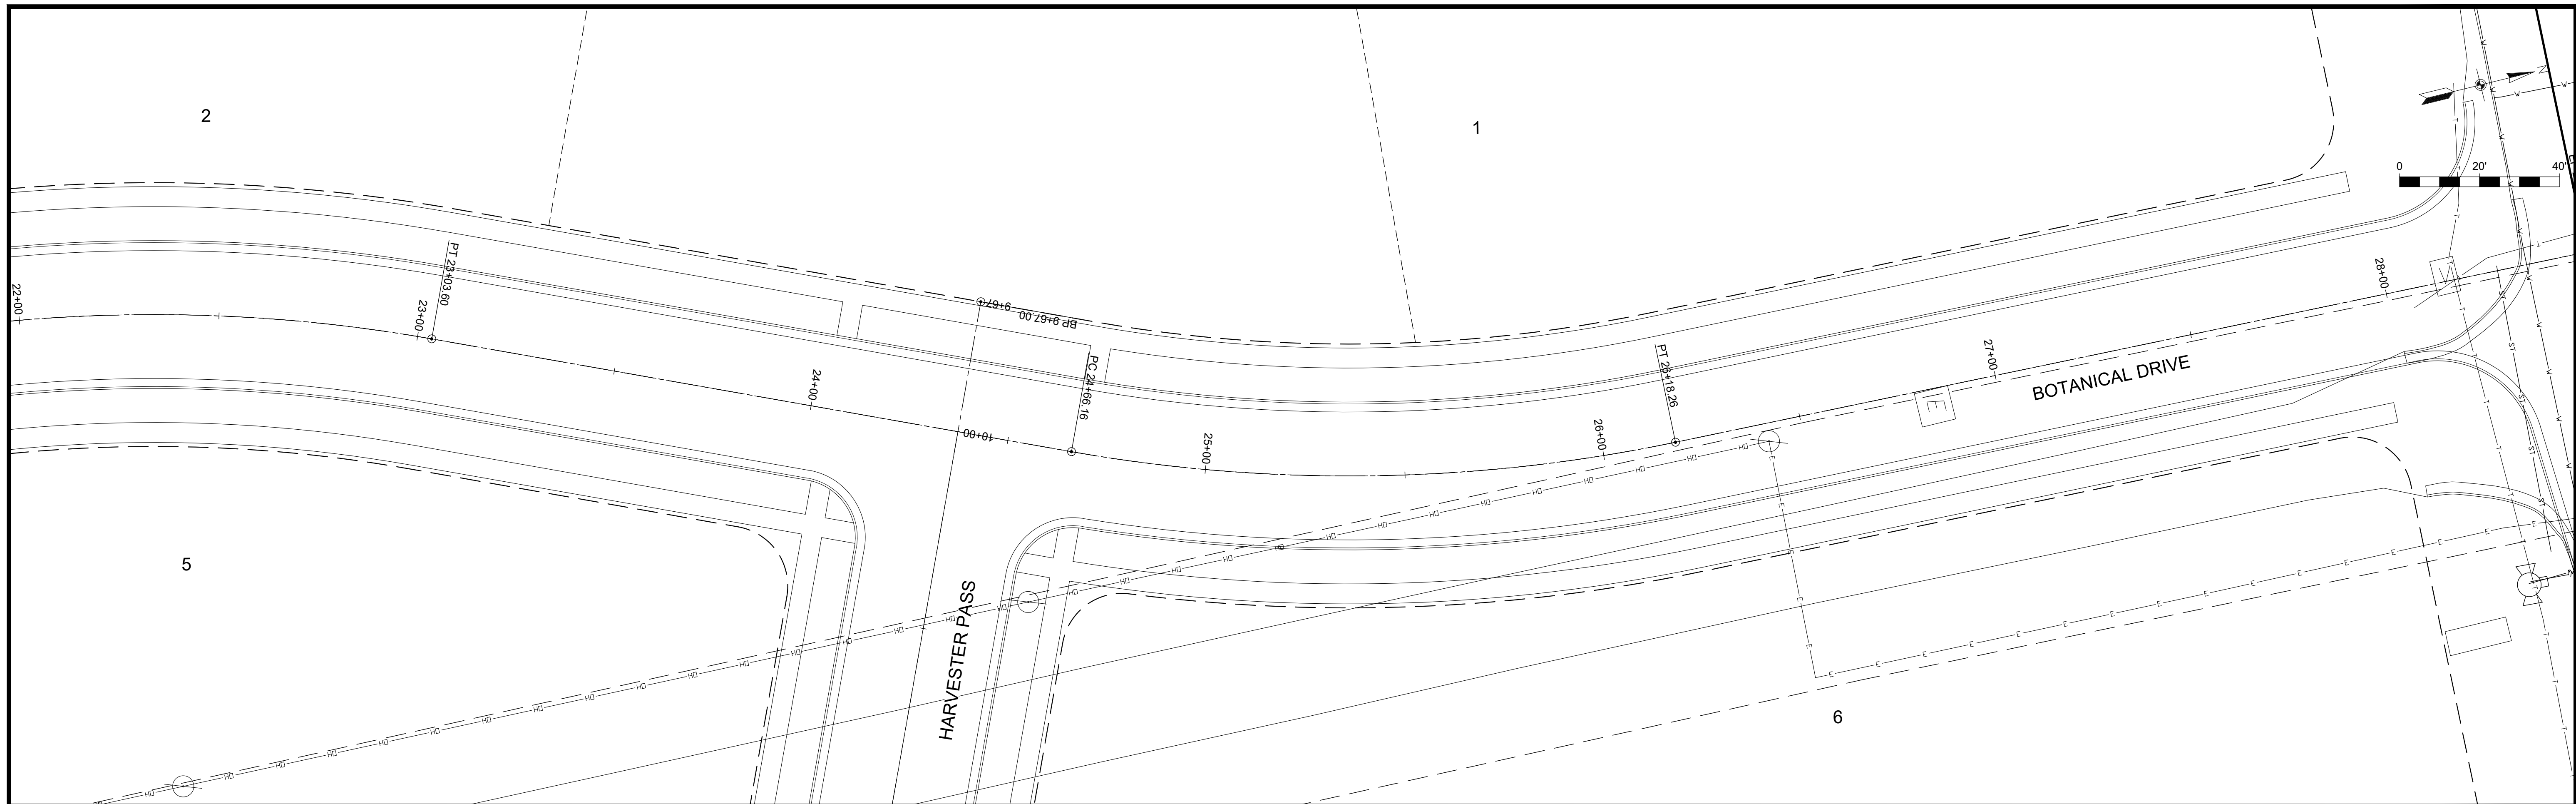 2
1
N
0 20' 40'
PT 23+03.60
22+00
23+00
24+00
9+67
BP 9+67.00
PC 24+66.16
10+00
25+00
26+00
PT 26+18.26
27+00
28+00
BOTANICAL DRIVE
HARVESTER PASS
5
6